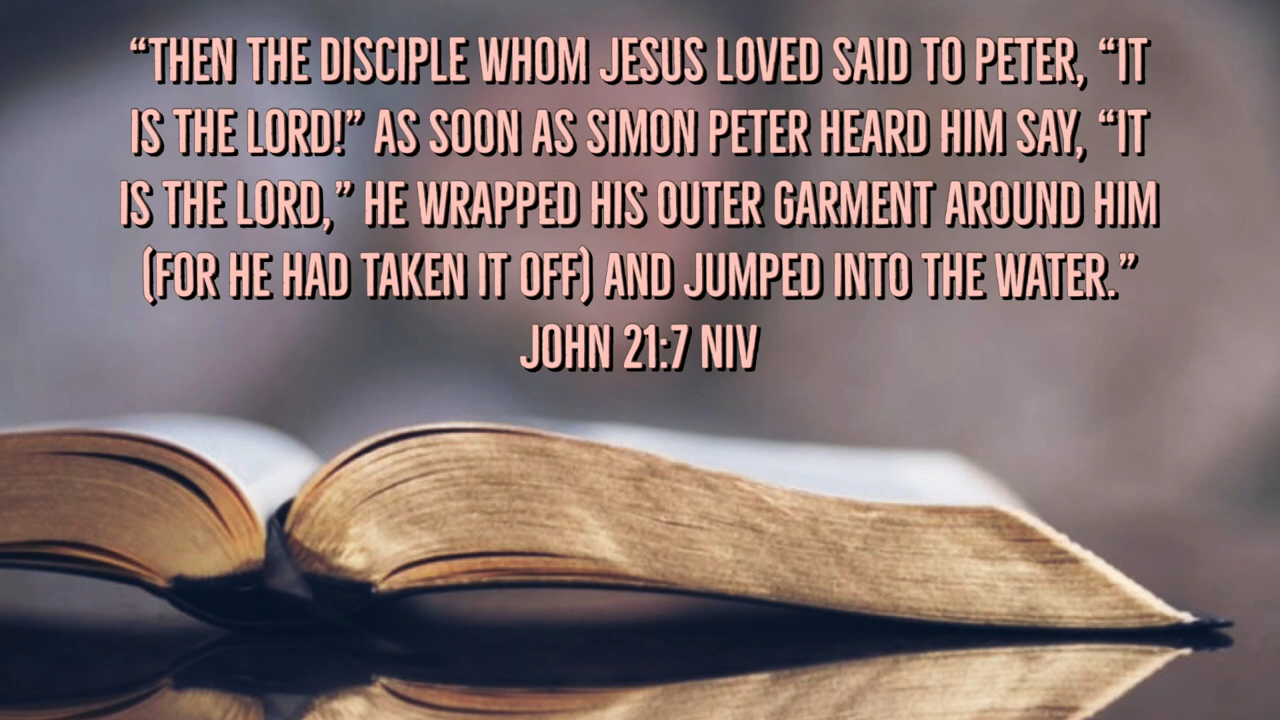 “THEN THE DISCIPLE WHOM JESUS LOVED SAID TO PETER, “IT
IS THE LORD!” AS SOON AS SIMON PETER HEARD HIM SAY, “IT
IS THE LORD,” HE WRAPPED HIS OUTER GARMENT AROUND HIM
(FOR HE HAD TAKEN IT OFF) AND JUMPED INTO THE WATER.”
JOHN 21:7 NIV